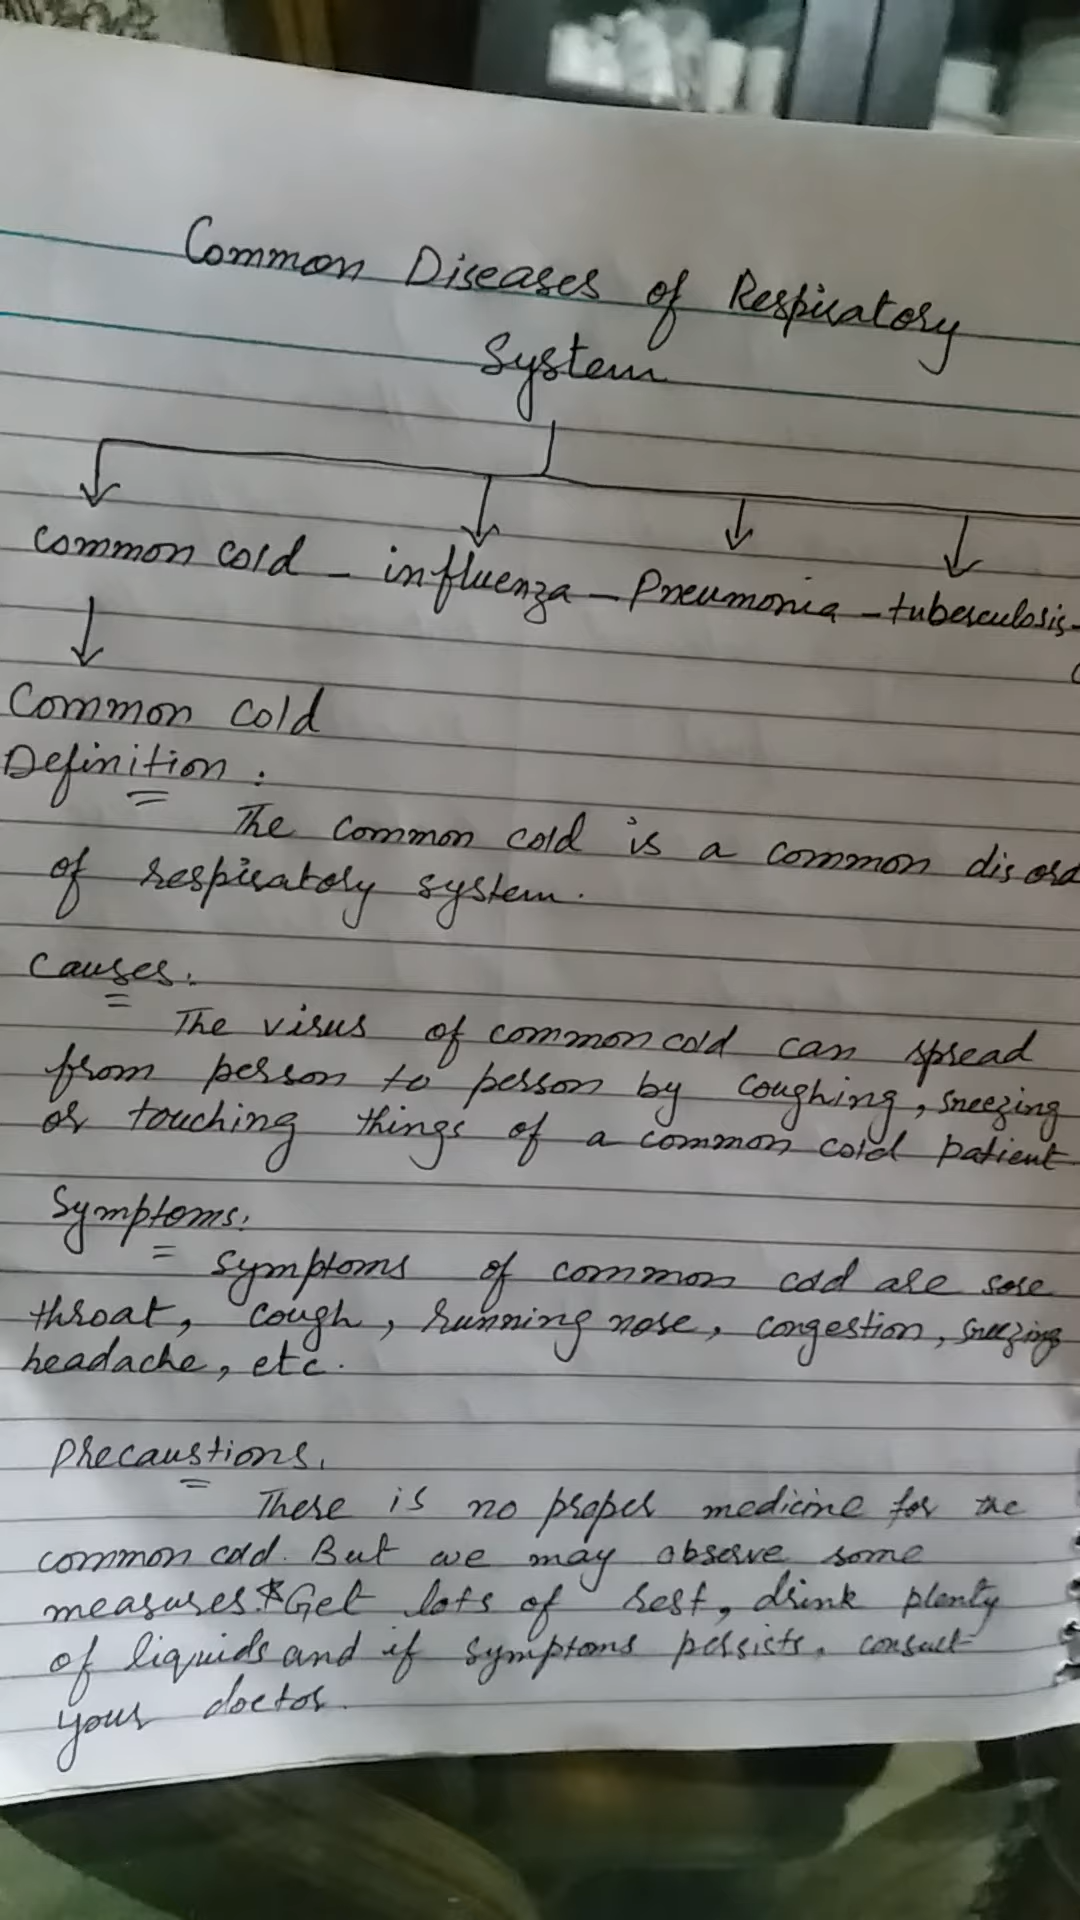 Common Diseases of Respiratory
System
Common cold - influenza - Pneumonia - tuberculosis -
Common cold
Definition :
The common cold is a common disord
of respiratory system.
Causes:
The virus of common cold can spread
from person to person by coughing, sneezing
or touching things of a common cold patient
Symptoms:
Symptoms of common cold are sore
throat, cough, running nose, congestion, sneezing
headache, etc.
Precaustions.
There is no proper medicine for the
common cold. But we may observe some
measures. * Get lots of rest, drink plenty
of liquids and if symptoms persists, consult
your doctor.